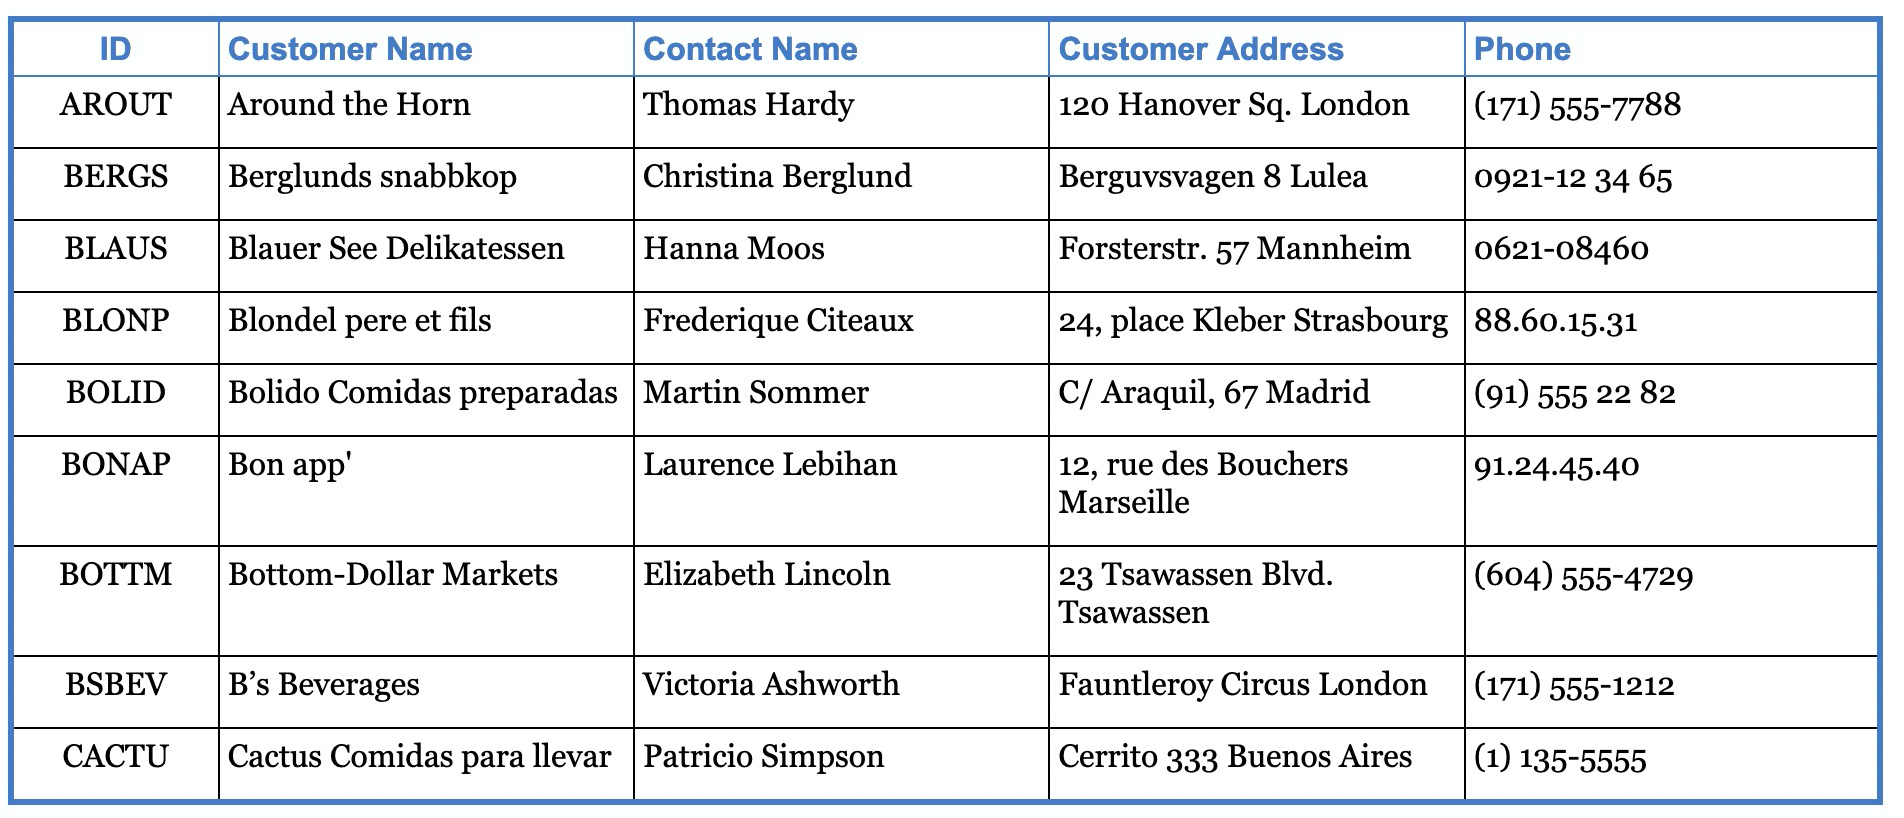 ID Customer Name Contact Name Customer Address Phone
AROUT Around the Horn Thomas Hardy 120 Hanover Sq. London (171) 555-7788
BERGS Berglunds snabbkop Christina Berglund Berguvsvagen 8 Lulea 0921-12 34 65
BLAUS Blauer See Delikatessen Hanna Moos Forsterstr. 57 Mannheim 0621-08460
BLONP Blondel pere et fils Frederique Citeaux 24, place Kleber Strasbourg 88.60.15.31
BOLID Bolido Comidas preparadas Martin Sommer C/ Araquil, 67 Madrid (91) 555 22 82
BONAP Bon app' Laurence Lebihan 12, rue des Bouchers 91.24.45.40
Marseille
BOTTM Bottom-Dollar Markets Elizabeth Lincoln 23 Tsawassen Blvd. (604) 555-4729
Tsawassen
BSBEV B’s Beverages Victoria Ashworth Fauntleroy Circus London (171) 555-1212
CACTU Cactus Comidas para llevar Patricio Simpson Cerrito 333 Buenos Aires (1) 135-5555